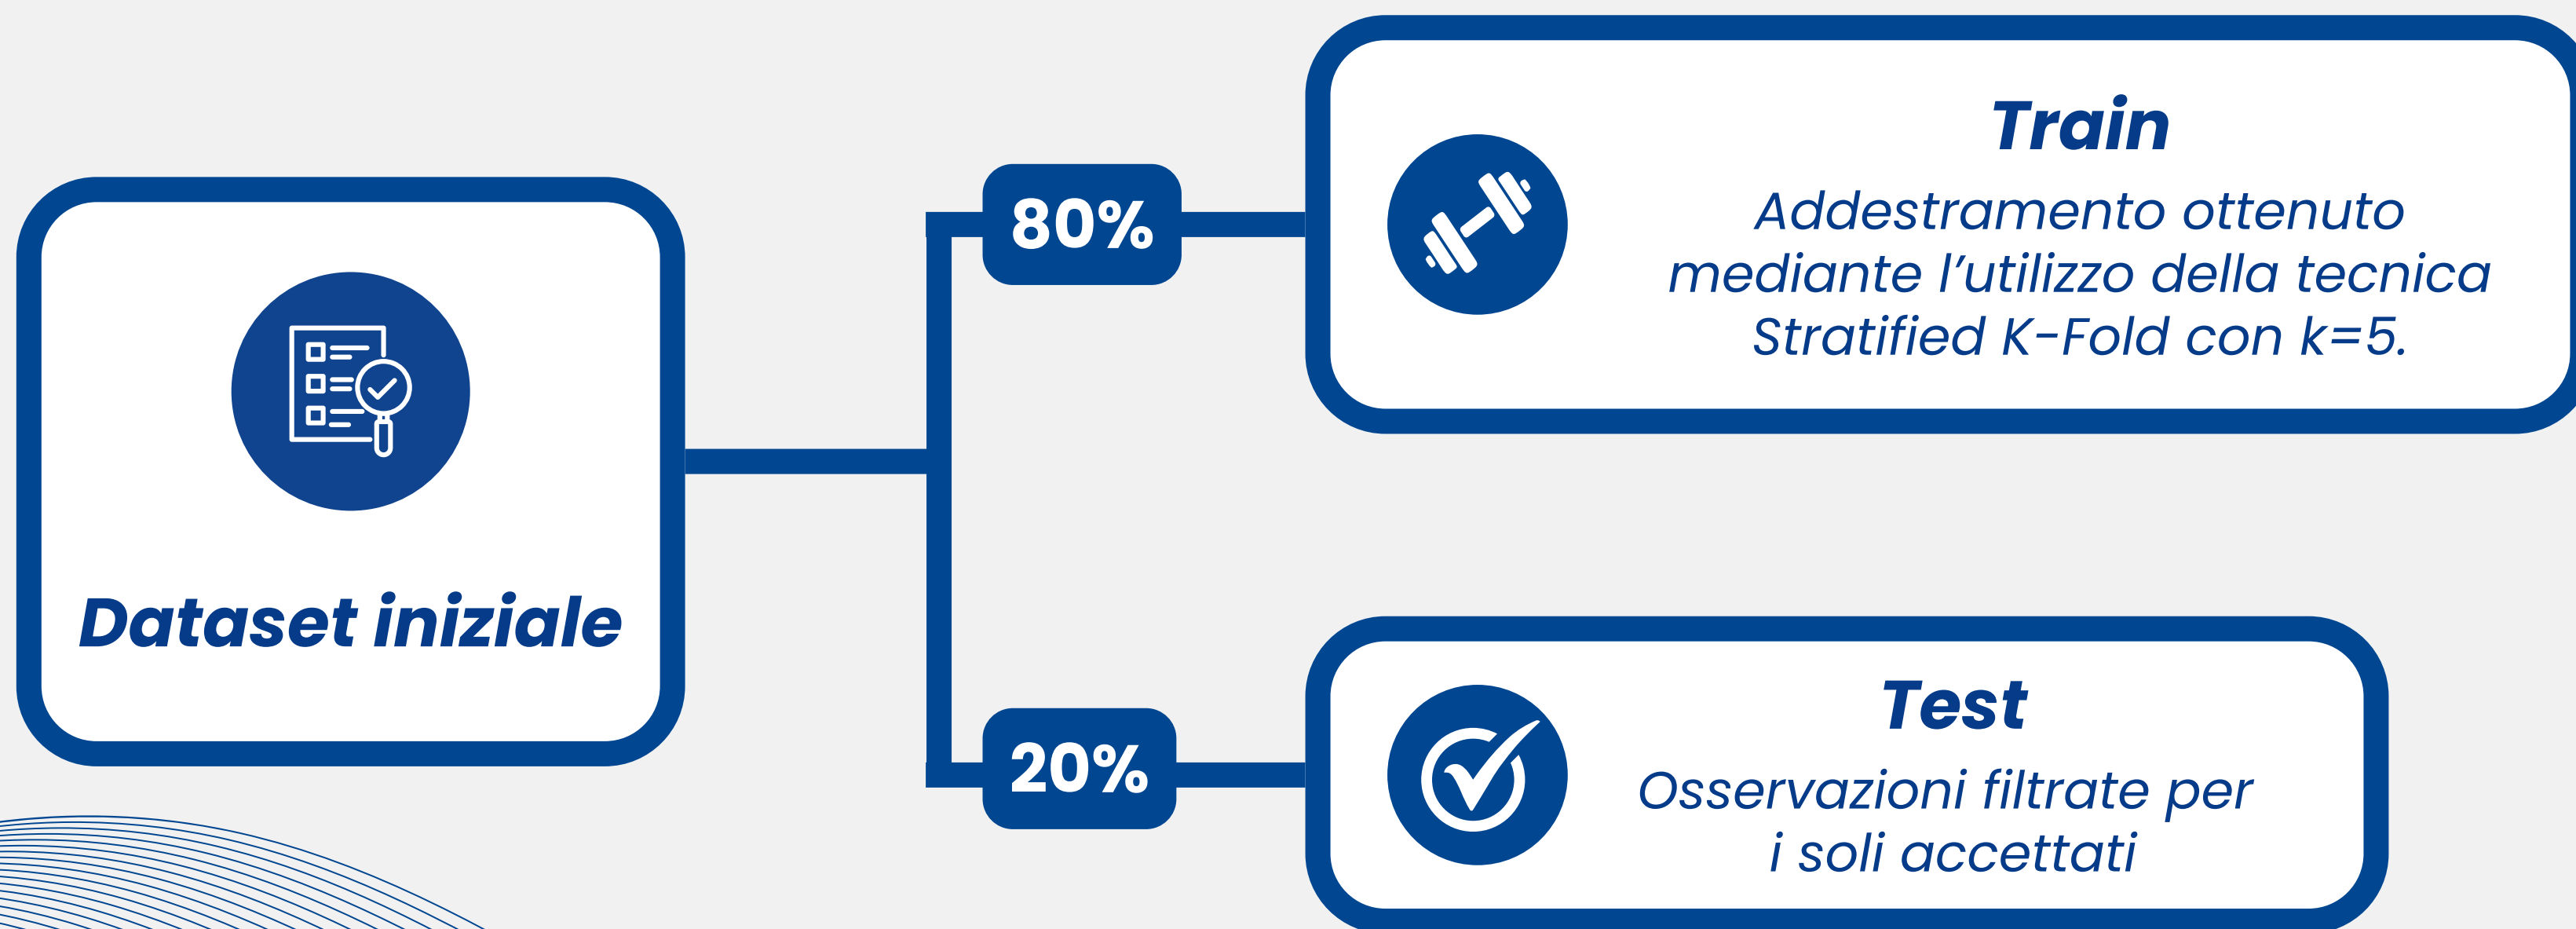 Dataset iniziale
80%
Train
Addestramento ottenuto
mediante l’utilizzo della tecnica
Stratified K-Fold con k=5.
20%
Test
Osservazioni filtrate per
i soli accettati